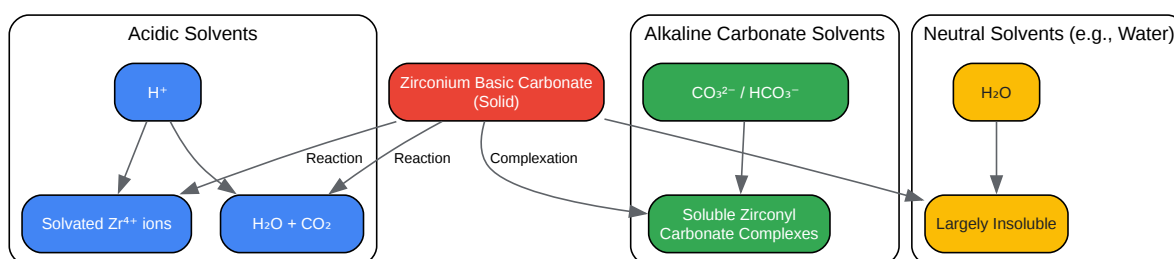 Acidic Solvents
Alkaline Carbonate Solvents
Neutral Solvents (e.g., Water)
H⁺
Zirconium Basic Carbonate
(Solid)
CO₃²⁻ / HCO₃⁻
H₂O
Reaction
Reaction
Complexation
Solvated Zr⁴⁺ ions
H₂O + CO₂
Soluble Zirconyl
Carbonate Complexes
Largely Insoluble